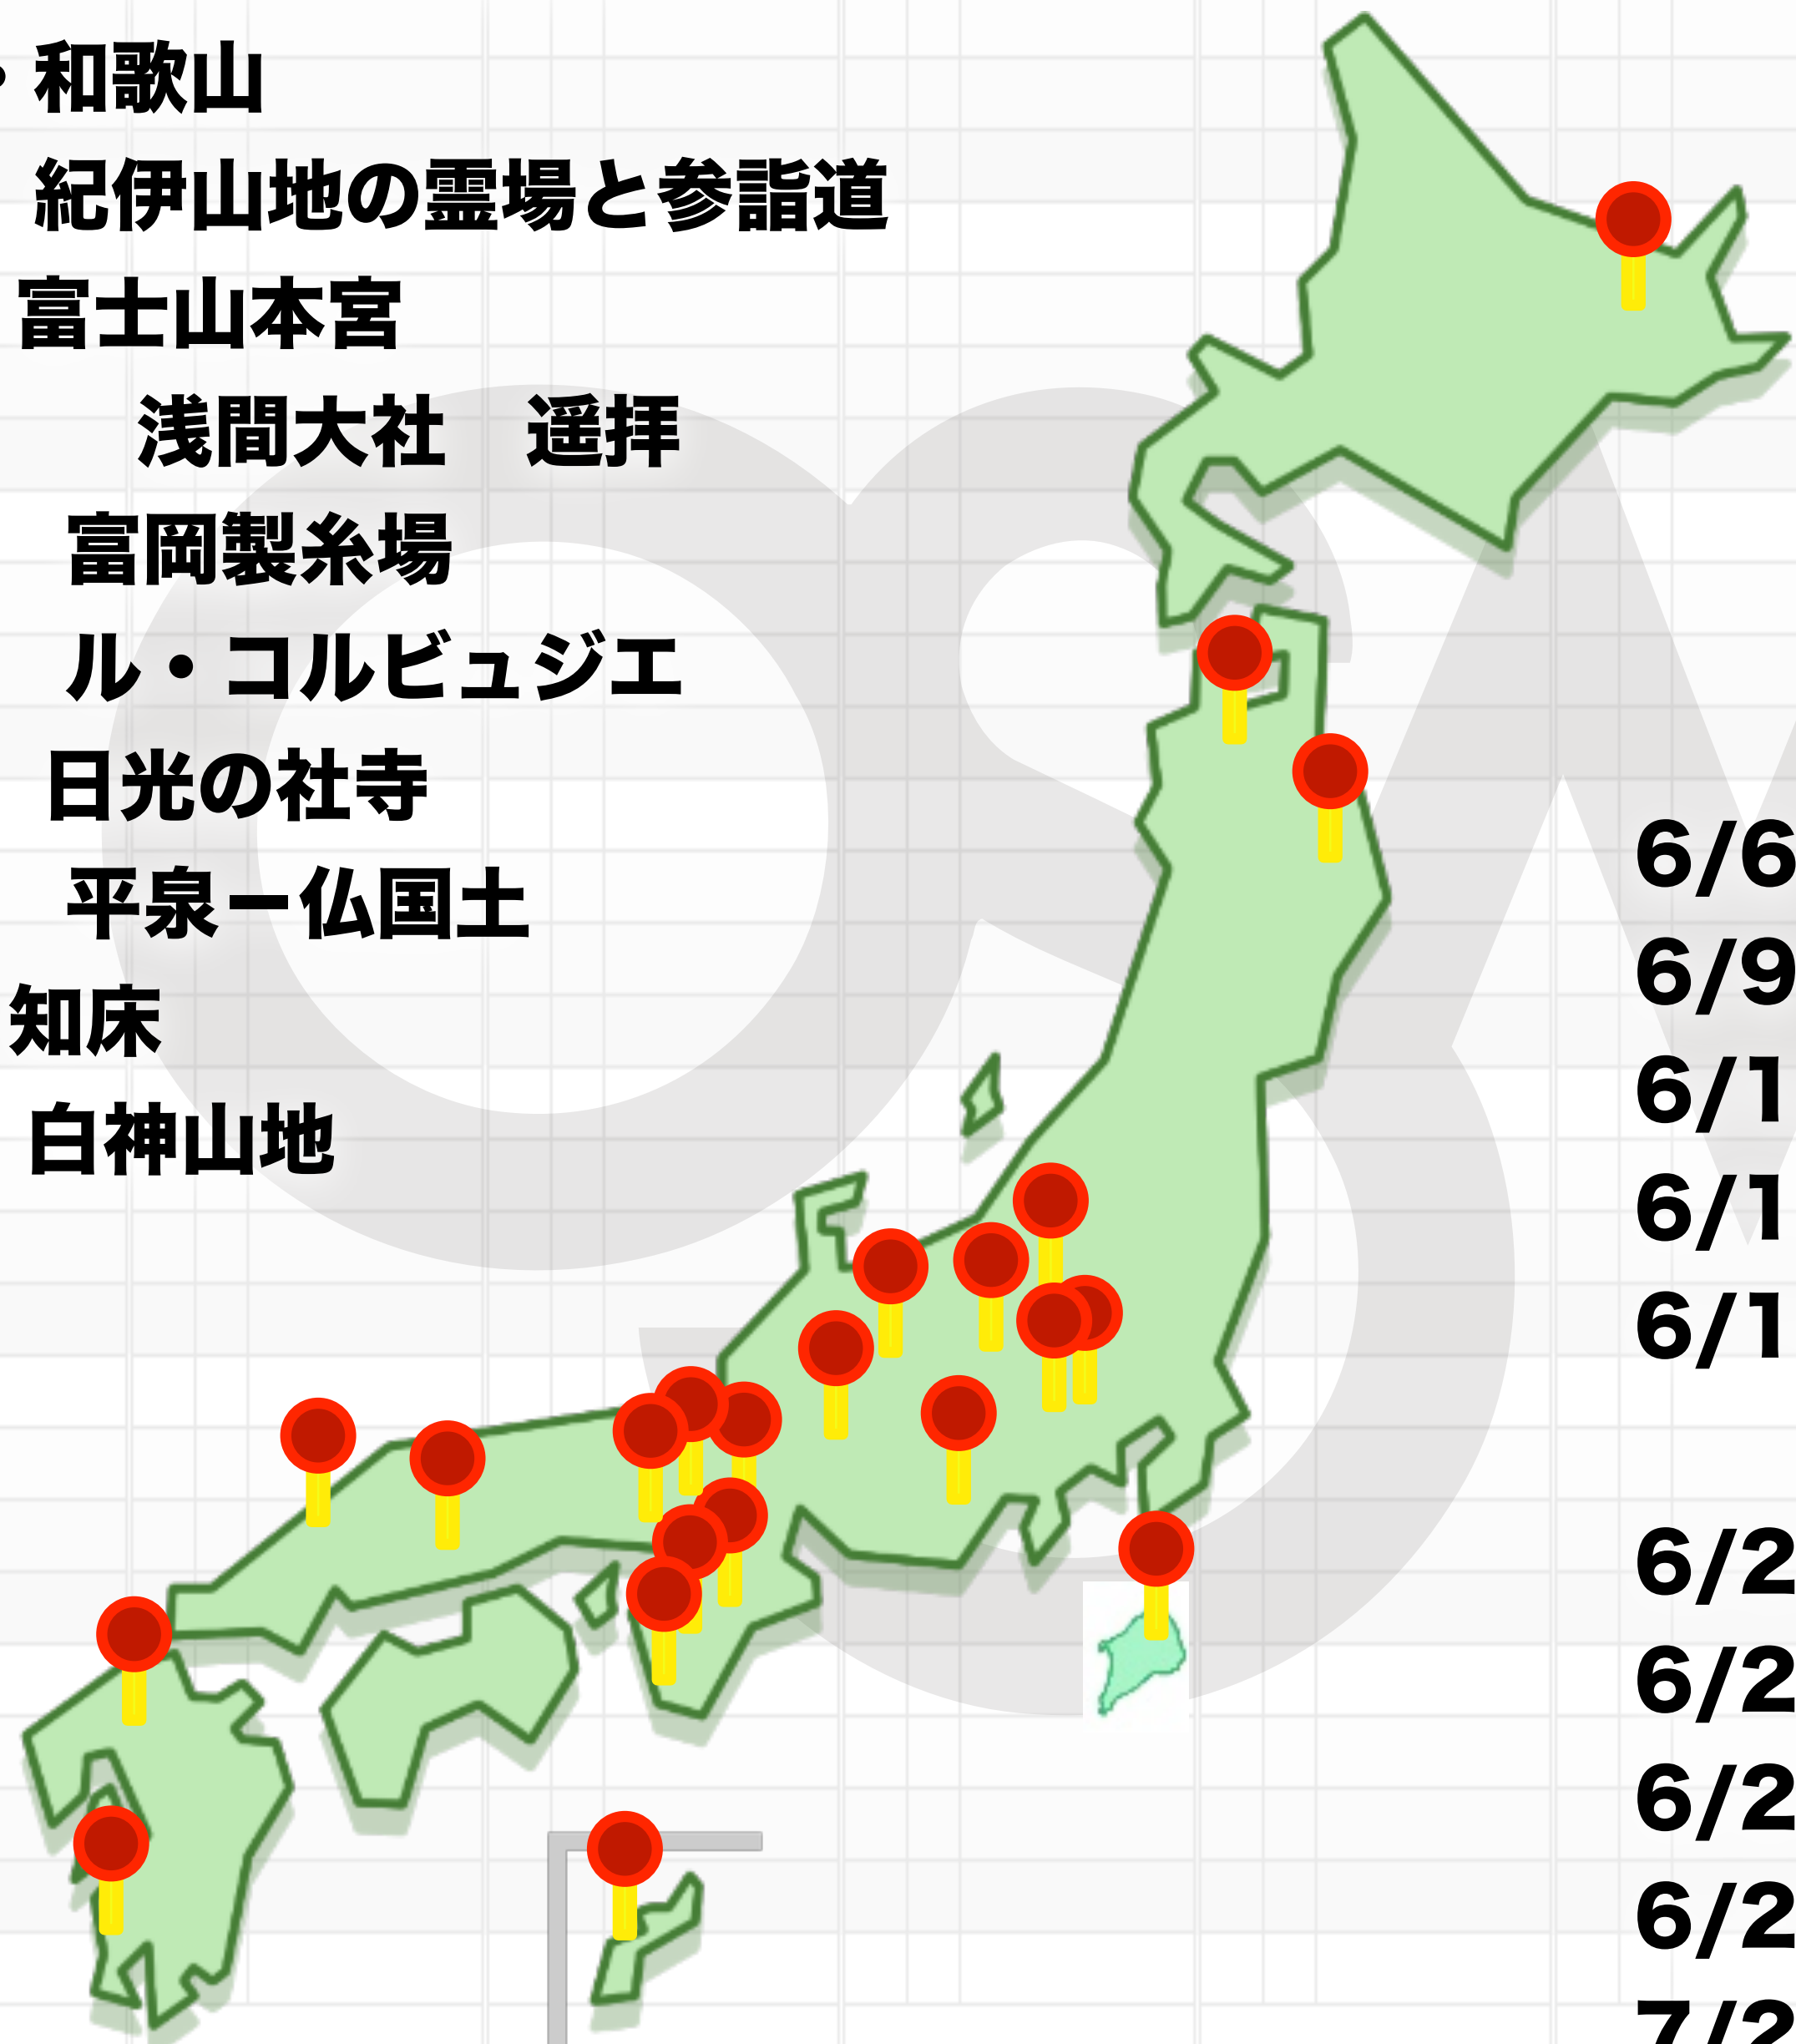 ・和歌山
紀伊山地の霊場と参詣道
富士山本宮
浅間大社　遥拝
富岡製糸場
ル・コルビュジエ
日光の社寺
平泉－仏国土
知床
白神山地
6/6
6/9
6/1
6/1
6/1
6/2
6/2
6/2
6/2
7/2